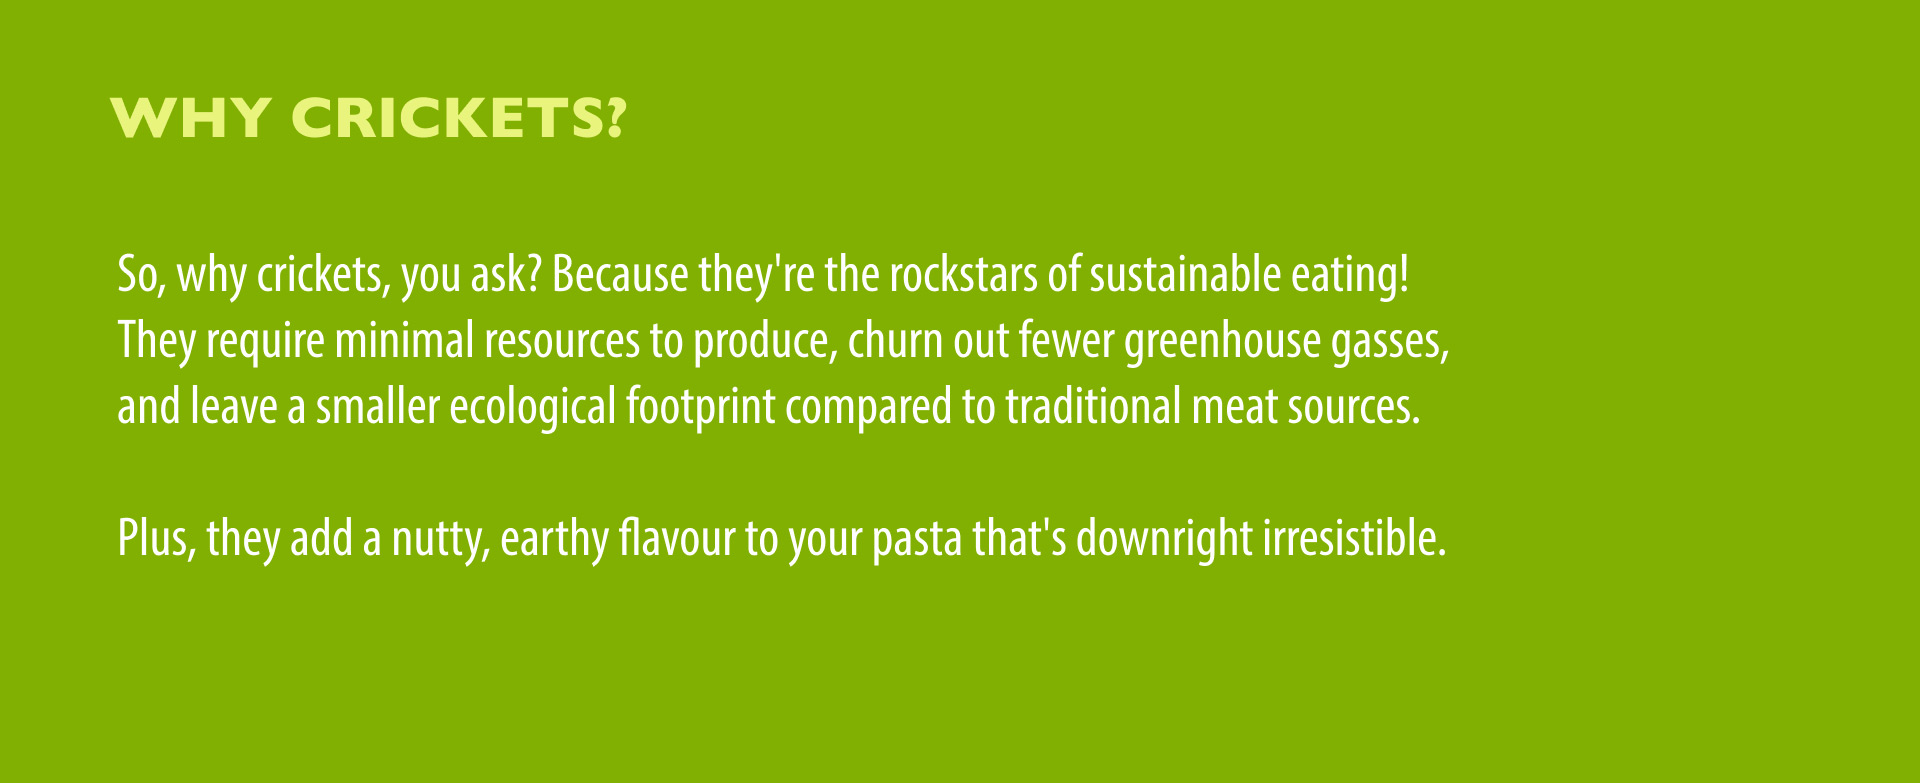 WHY CRICKETS?
So, why crickets, you ask? Because they're the rockstars of sustainable eating!
They require minimal resources to produce, churn out fewer greenhouse gasses,
and leave a smaller ecological footprint compared to traditional meat sources.
Plus, they add a nutty, earthy flavour to your pasta that's downright irresistible.